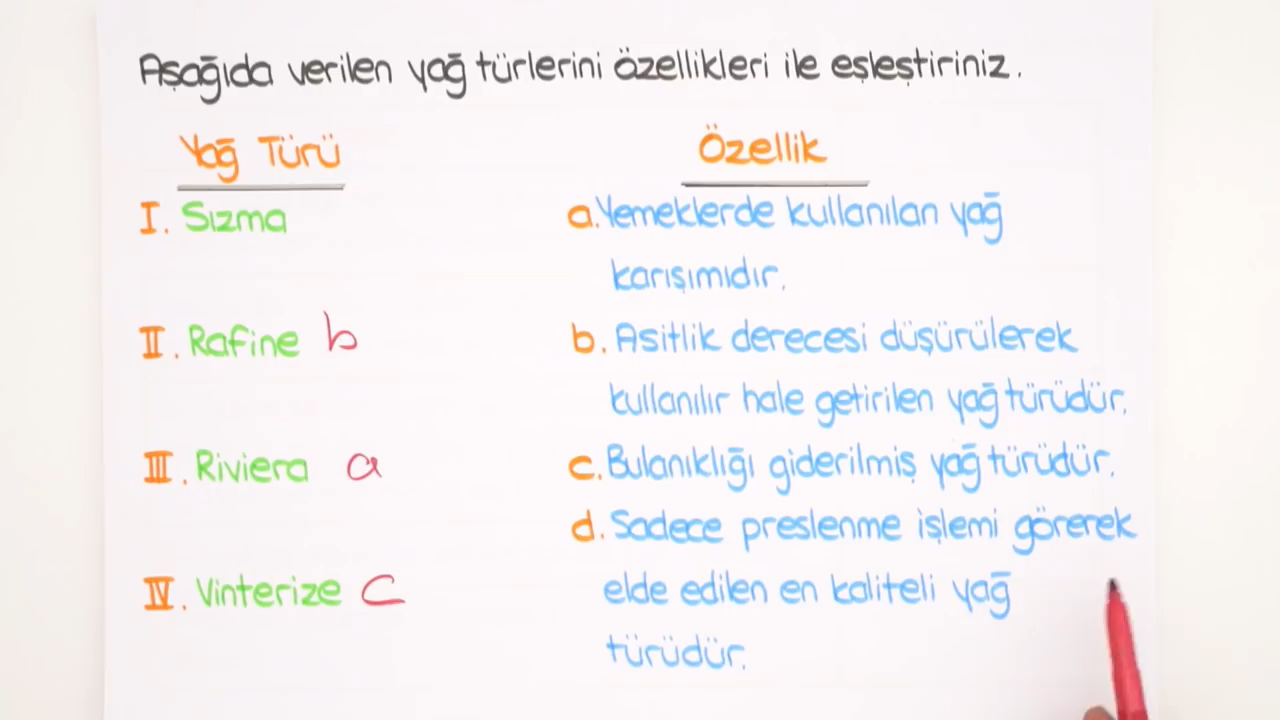 Aşağıda verilen yağ türlerini özellikleri ile eşleştiriniz.
Yağ Türü
Özellik
I. Sızma
a. Yemeklerde kullanılan yağ
karışımıdır.
II. Rafine b
b. Asitlik derecesi düşürülerek
kullanılır hale getirilen yağ türüdür.
III. Riviera a
c. Bulanıklığı giderilmiş yağ türüdür.
d. Sadece preslenme işlemi görerek
IV. Vinterize c
elde edilen en kaliteli yağ
türüdür.